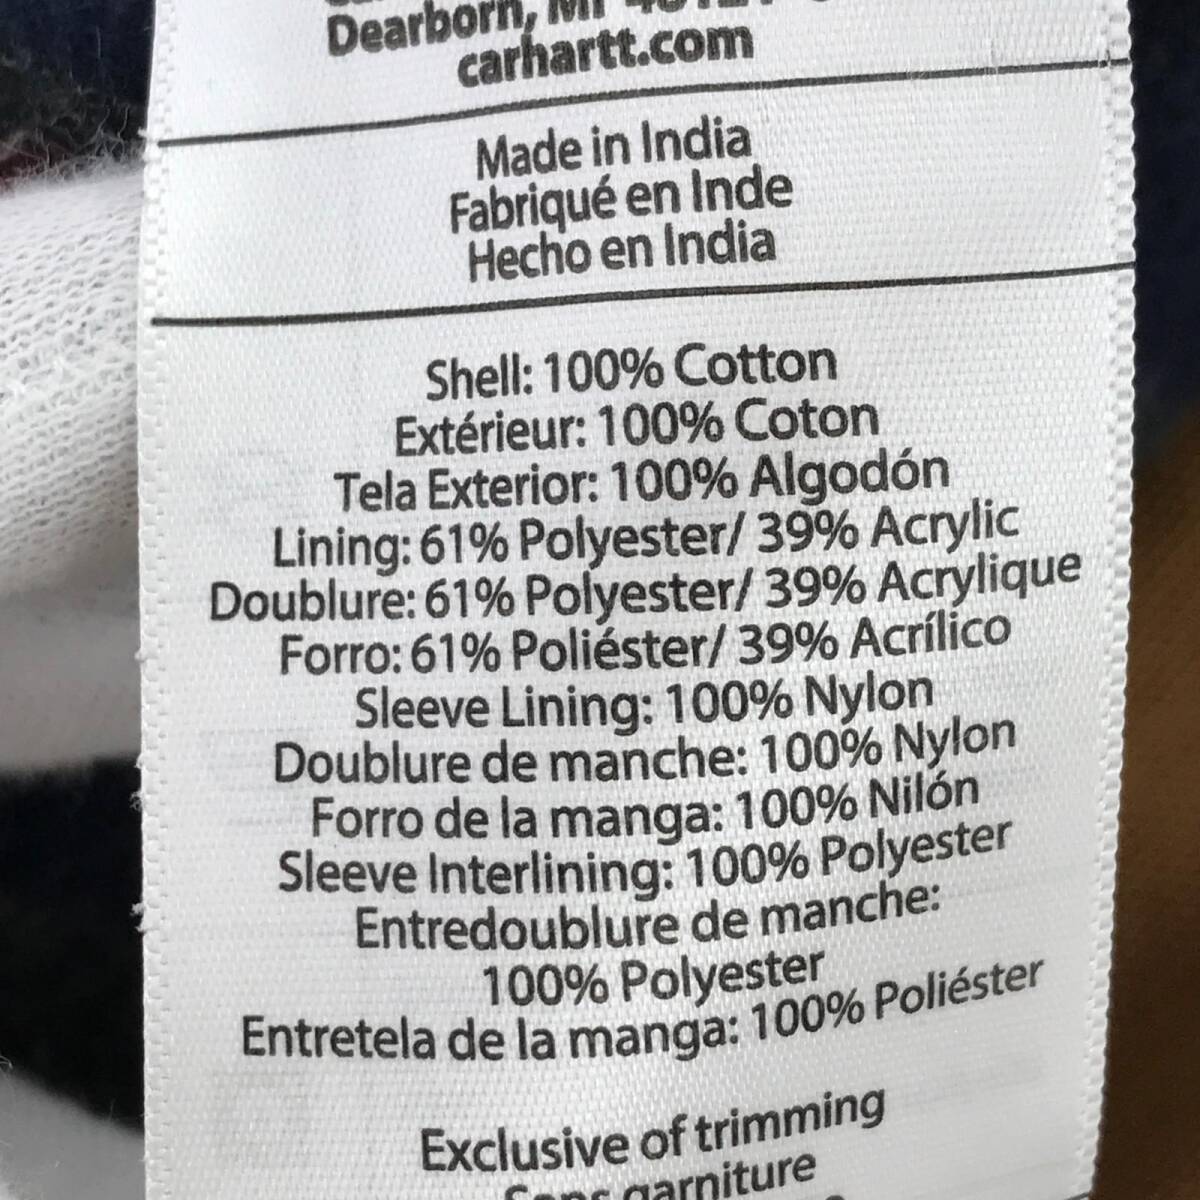 Dearborn, MI
carhartt.com
Made in India
Fabriqué en Inde
Hecho en India
Shell: 100% Cotton
Extérieur: 100% Coton
Tela Exterior: 100% Algodón
Lining: 61% Polyester/ 39% Acrylic
Doublure: 61% Polyester/ 39% Acrylique
Forro: 61% Poliéster/ 39% Acrílico
Sleeve Lining: 100% Nylon
Doublure de manche: 100% Nylon
Forro de la manga: 100% Nilón
Sleeve Interlining: 100% Polyester
Entredoublure de manche:
100% Polyester
Entretela de la manga: 100% Poliéster
Exclusive of trimming
Sans garniture